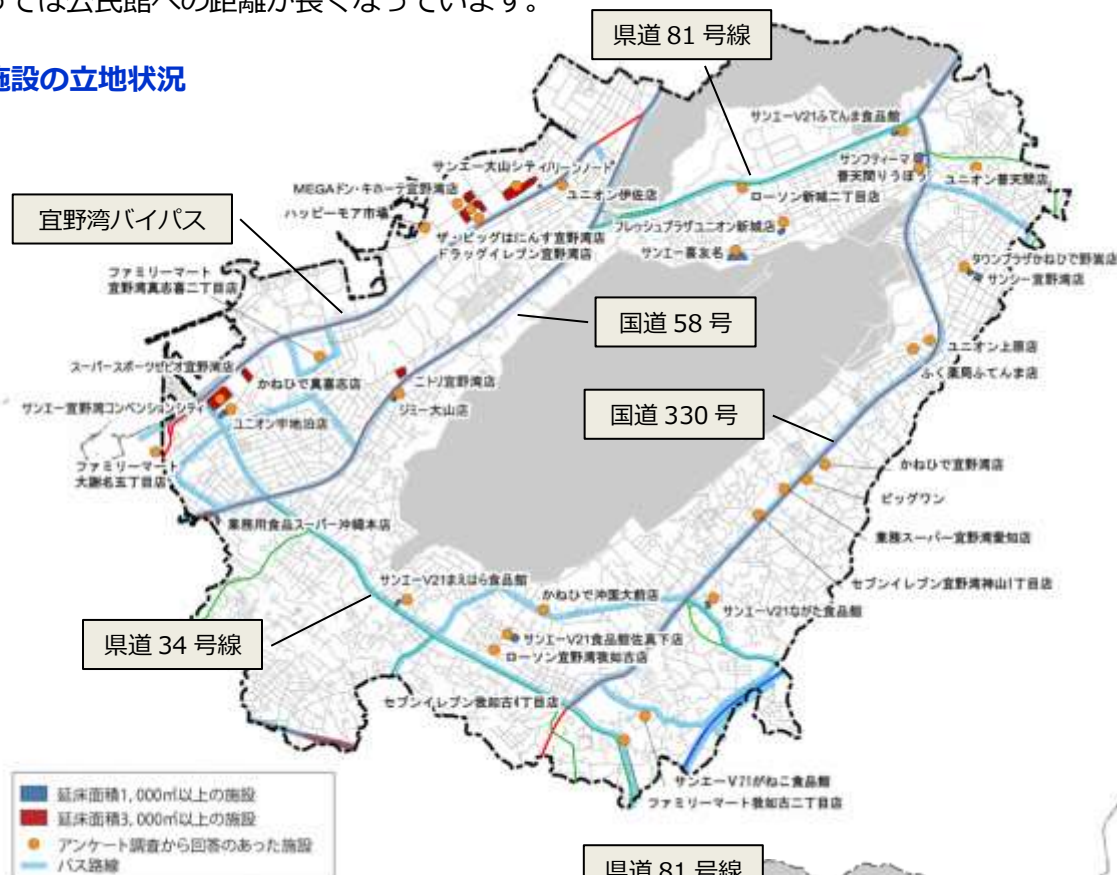 ては公民館への距離が長くなっています。
施設の立地状況
県道 81 号線
サンエーV21ふてんま食品館
サンエー大山シティ
MEGAドン・キホーテ宜野湾店
ハッピーモア市場
ユニオン伊佐店
サンフティーマ
普天間りうぼう
ユニオン普天間店
ローソン新城二丁目店
宜野湾バイパス
ザ・ビッグはにんす宜野湾店
ドラッグイレブン宜野湾店
フレッシュプラザユニオン新城店
サンエー喜友名
ファミリーマート
宜野湾真志喜二丁目店
タウンプラザかねひで野嵩店
サンシー宜野湾店
国道 58 号
スーパースポーツゼビオ宜野湾店
かねひで真喜志店
ニトリ宜野湾店
ユニオン上原店
ふく薬局ふてんま店
サンエー宜野湾コンベンションシティ
ユニオン宇地泊店
ジミー大山店
国道 330 号
ファミリーマート
大謝名五丁目店
かねひで宜野湾店
ビッグワン
業務用食品スーパー沖縄本店
業務スーパー宜野湾愛知店
セブンイレブン宜野湾神山1丁目店
サンエーV21まえはら食品館
かねひで沖国大前店
サンエーV21ながた食品館
県道 34 号線
サンエーV21食品館佐真下店
ローソン宜野湾我如古店
セブンイレブン我如古4丁目店
サンエーV21がねこ食品館
ファミリーマート我如古二丁目店
延床面積1,000㎡以上の施設
延床面積3,000㎡以上の施設
アンケート調査から回答のあった施設
バス路線
県道 81 号線